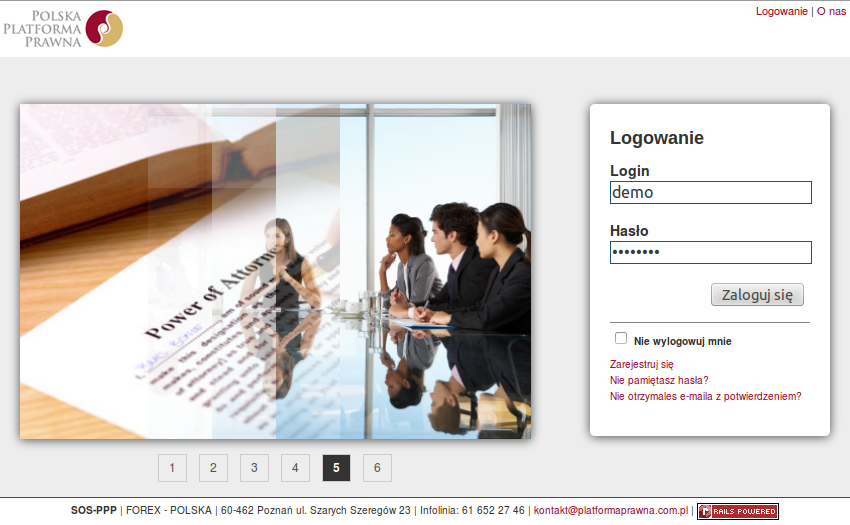 POLSKA
PLATFORMA
PRAWNA
Logowanie | O nas
Power of Attorne
Logowanie
Login
demo
Hasło
••••••••
Zaloguj się
Nie wylogowuj mnie
Zarejestruj się
Nie pamiętasz hasła?
Nie otrzymales e-maila z potwierdzeniem?
1 2 3 4 5 6
SOS-PPP | FOREX - POLSKA | 60-462 Poznań ul. Szarych Szeregów 23 | Infolinia: 61 652 27 46 | kontakt@platformaprawna.com.pl | RAILS POWERED